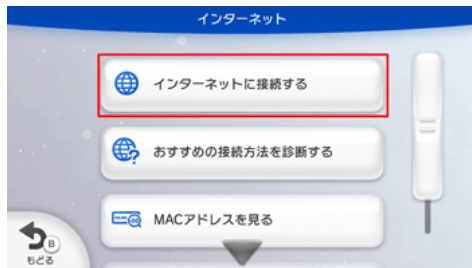 インターネット
インターネットに接続する
おすすめの接続方法を診断する
MACアドレスを見る
B
もどる